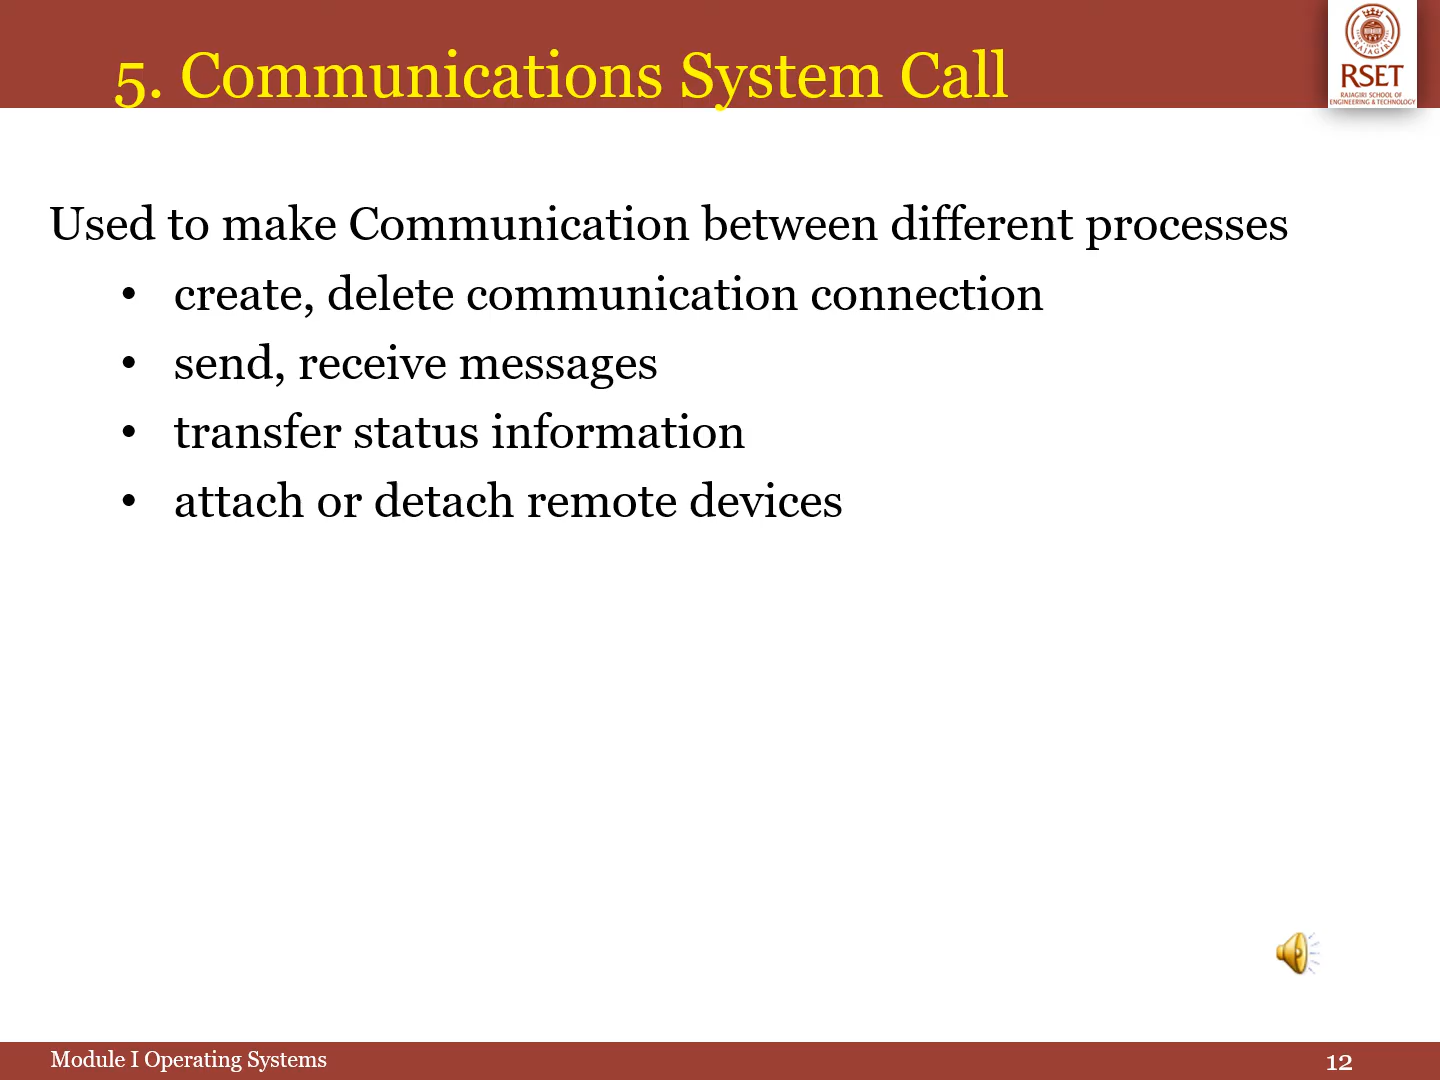 5. Communications System Call
RAJAGIRI
RSET
RAJAGIRI SCHOOL OF
ENGINEERING & TECHNOLOGY
Used to make Communication between different processes
• create, delete communication connection
• send, receive messages
• transfer status information
• attach or detach remote devices
Module I Operating Systems
12